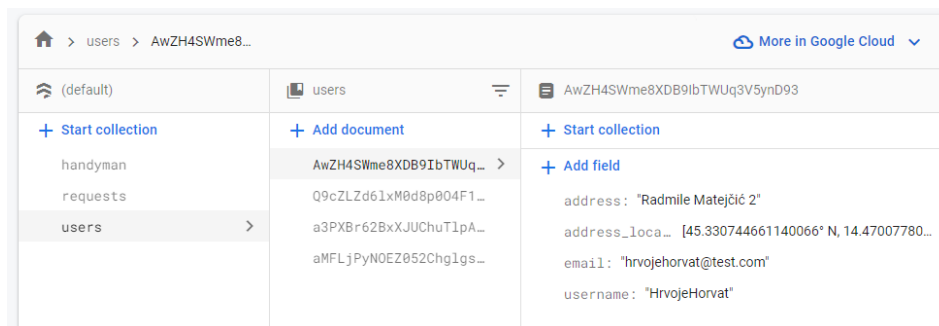 users > AwZH4SWme8…
More in Google Cloud
(default)
users
AwZH4SWme8XDB9IbTWUq3V5ynD93
+ Start collection
+ Add document
+ Start collection
handyman
requests
users
AwZH4SWme8XDB9IbTWUq…
Q9cZLZd6lxM0d8p0O4F1…
a3PXBr62BxXJUChuTlpA…
aMFLjPyNOEZ052Chglgs…
+ Add field
address: "Radmile Matejčić 2"
address_loca… [45.330744661140066° N, 14.47007780…
email: "hrvojehorvat@test.com"
username: "HrvojeHorvat"